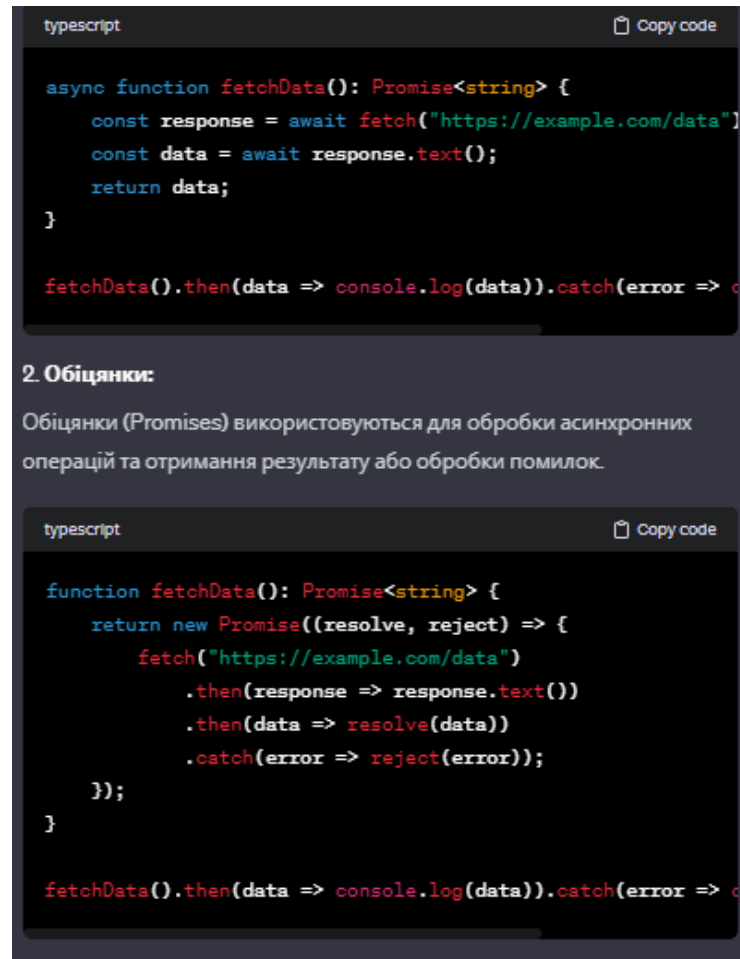 typescript Copy code
async function fetchData(): Promise<string> {
    const response = await fetch("https://example.com/data")
    const data = await response.text();
    return data;
}
fetchData().then(data => console.log(data)).catch(error =>
2. Обіцянки:
Обіцянки (Promises) використовуються для обробки асинхронних
операцій та отримання результату або обробки помилок.
typescript Copy code
function fetchData(): Promise<string> {
    return new Promise((resolve, reject) => {
        fetch("https://example.com/data")
            .then(response => response.text())
            .then(data => resolve(data))
            .catch(error => reject(error));
    });
}
fetchData().then(data => console.log(data)).catch(error =>